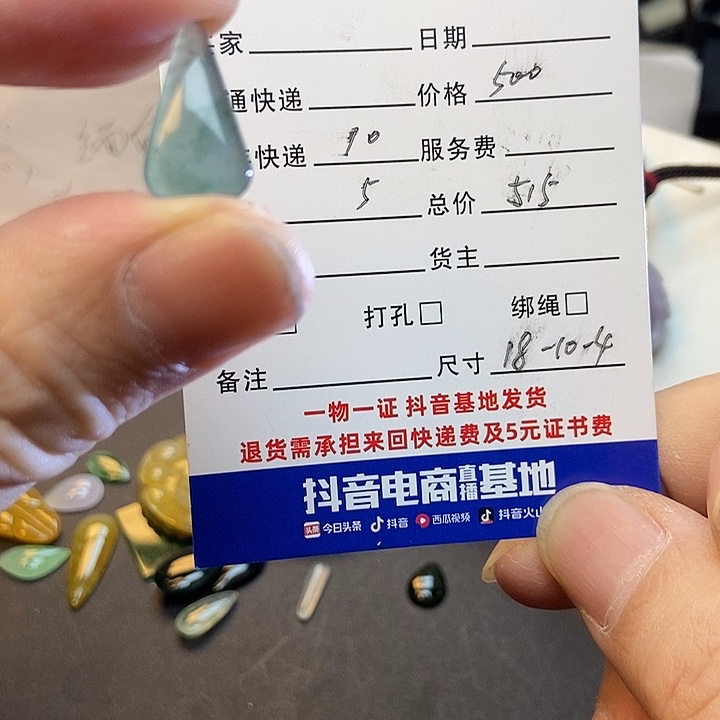 家 日期
通快递 价格 500
快递 10 服务费
5 总价 515
货主
打孔□ 绑绳□
备注 尺寸 18-10-4
一物一证 抖音基地发货
退货需承担来回快递费及5元证书费
抖音电商直播基地
头条 今日头条 抖音 西瓜视频 抖音火山